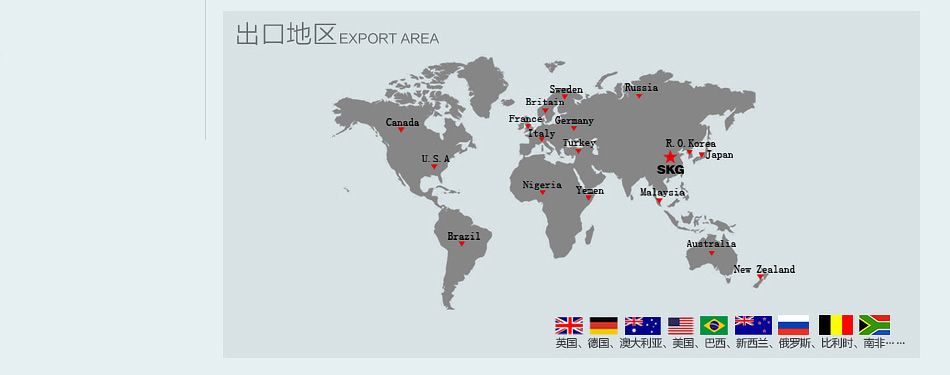 出口地区EXPORT AREA
Sweden
Russia
Britain
France
Germany
Canada
Italy
Turkey
R.O.Korea
Japan
U.S.A
SKG
Nigeria
Yemen
Malaysia
Brazil
Australia
New Zealand
英国、德国、澳大利亚、美国、巴西、新西兰、俄罗斯、比利时、南非……